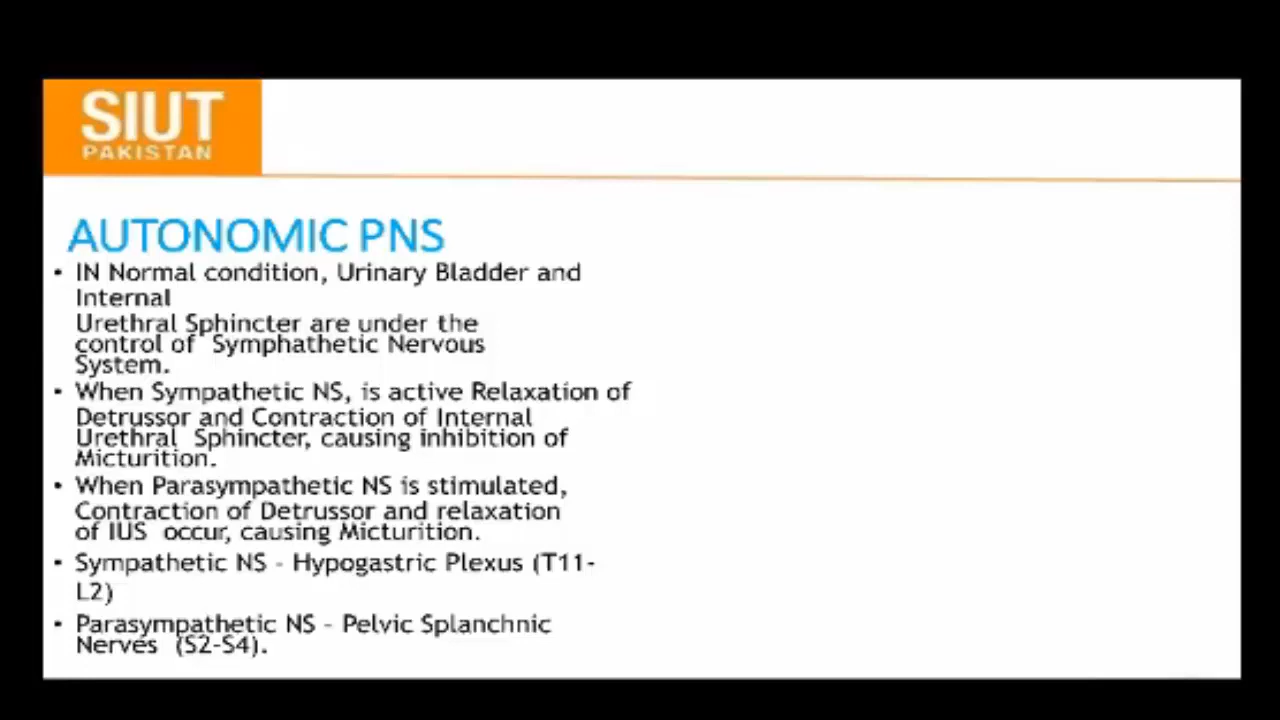 SIUT
PAKISTAN
AUTONOMIC PNS
• IN Normal condition, Urinary Bladder and
Internal
Urethral Sphincter are under the
control of Symphathetic Nervous
System.
• When Sympathetic NS, is active Relaxation of
Detrussor and Contraction of Internal
Urethral Sphincter, causing inhibition of
Micturition.
• When Parasympathetic NS is stimulated,
Contraction of Detrussor and relaxation
of IUS occur, causing Micturition.
• Sympathetic NS - Hypogastric Plexus (T11-
L2)
• Parasympathetic NS – Pelvic Splanchnic
Nerves (S2-S4).